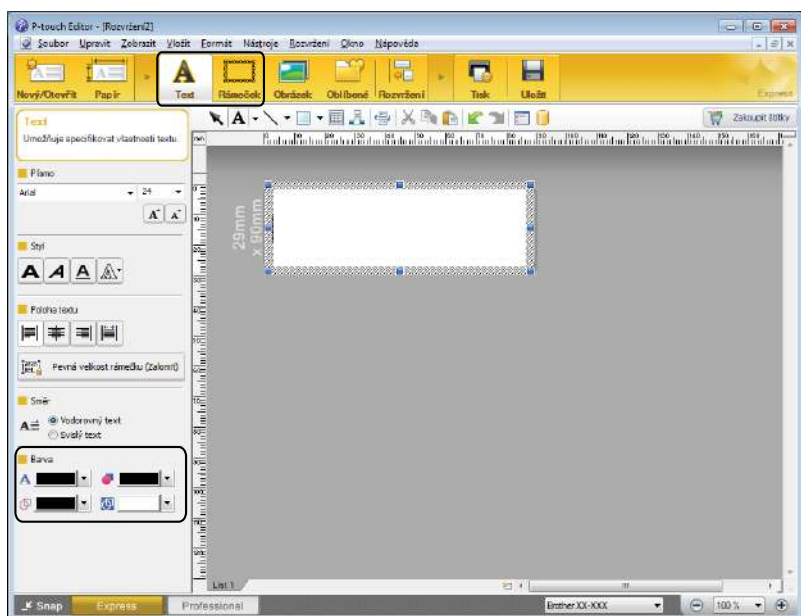 P-touch Editor - [Rozvržení2]
Soubor Upravit Zobrazit Vložit Formát Nástroje Rozvržení Okno Nápověda
Nový/Otevřít Papír Text Rámeček Obrázek Oblíbené Rozvržení Tisk Uložit Express
Zakoupit štítky
Text
Umožňuje specifikovat vlastnosti textu.
Písmo
Arial 24
A A
Styl
A A A A
Poloha textu
Pevná velikost rámečku (Zalomit)
Směr
Vodorovný text
Svislý text
Barva
29mm
x 90mm
List 1
Snap Express Professional Brother XX-XXX 100 %